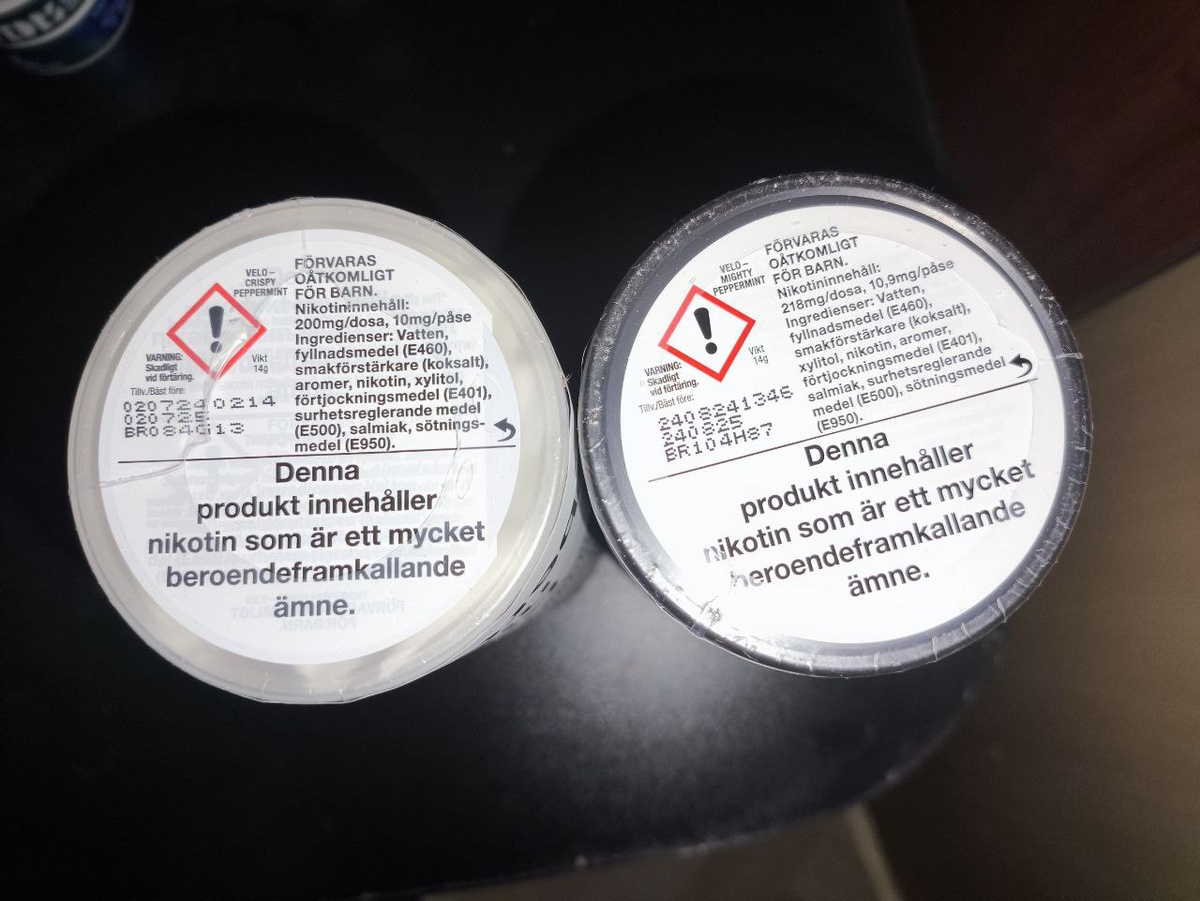 VELO –
CRISPY
PEPPERMINT
FÖRVARAS
OÅTKOMLIGT
FÖR BARN.
Nikotininnehåll:
200mg/dosa, 10mg/påse
Ingredienser: Vatten,
fyllnadsmedel (E460),
smakförstärkare (koksalt),
aromer, nikotin, xylitol,
förtjockningsmedel (E401),
surhetsreglerande medel
(E500), salmiak, sötnings-
medel (E950).
VARNING:
Skadligt
vid förtäring.
Vikt
14g
Tillv./Bäst före:
020724 0214
020725
BR084G13
Denna
produkt innehåller
nikotin som är ett mycket
beroendeframkallande
ämne.
VELO –
MIGHTY
PEPPERMINT
FÖRVARAS
OÅTKOMLIGT
FÖR BARN.
Nikotininnehåll:
218mg/dosa, 10,9mg/påse
Ingredienser: Vatten,
fyllnadsmedel (E460),
smakförstärkare (koksalt),
xylitol, nikotin, aromer,
förtjockningsmedel (E401),
salmiak, surhetsreglerande
medel (E500), sötningsmedel
(E950).
VARNING:
Skadligt
vid förtäring.
Vikt
14g
Tillv./Bäst före:
2408241346
240825
BR104H87
Denna
produkt innehåller
nikotin som är ett mycket
beroendeframkallande
ämne.